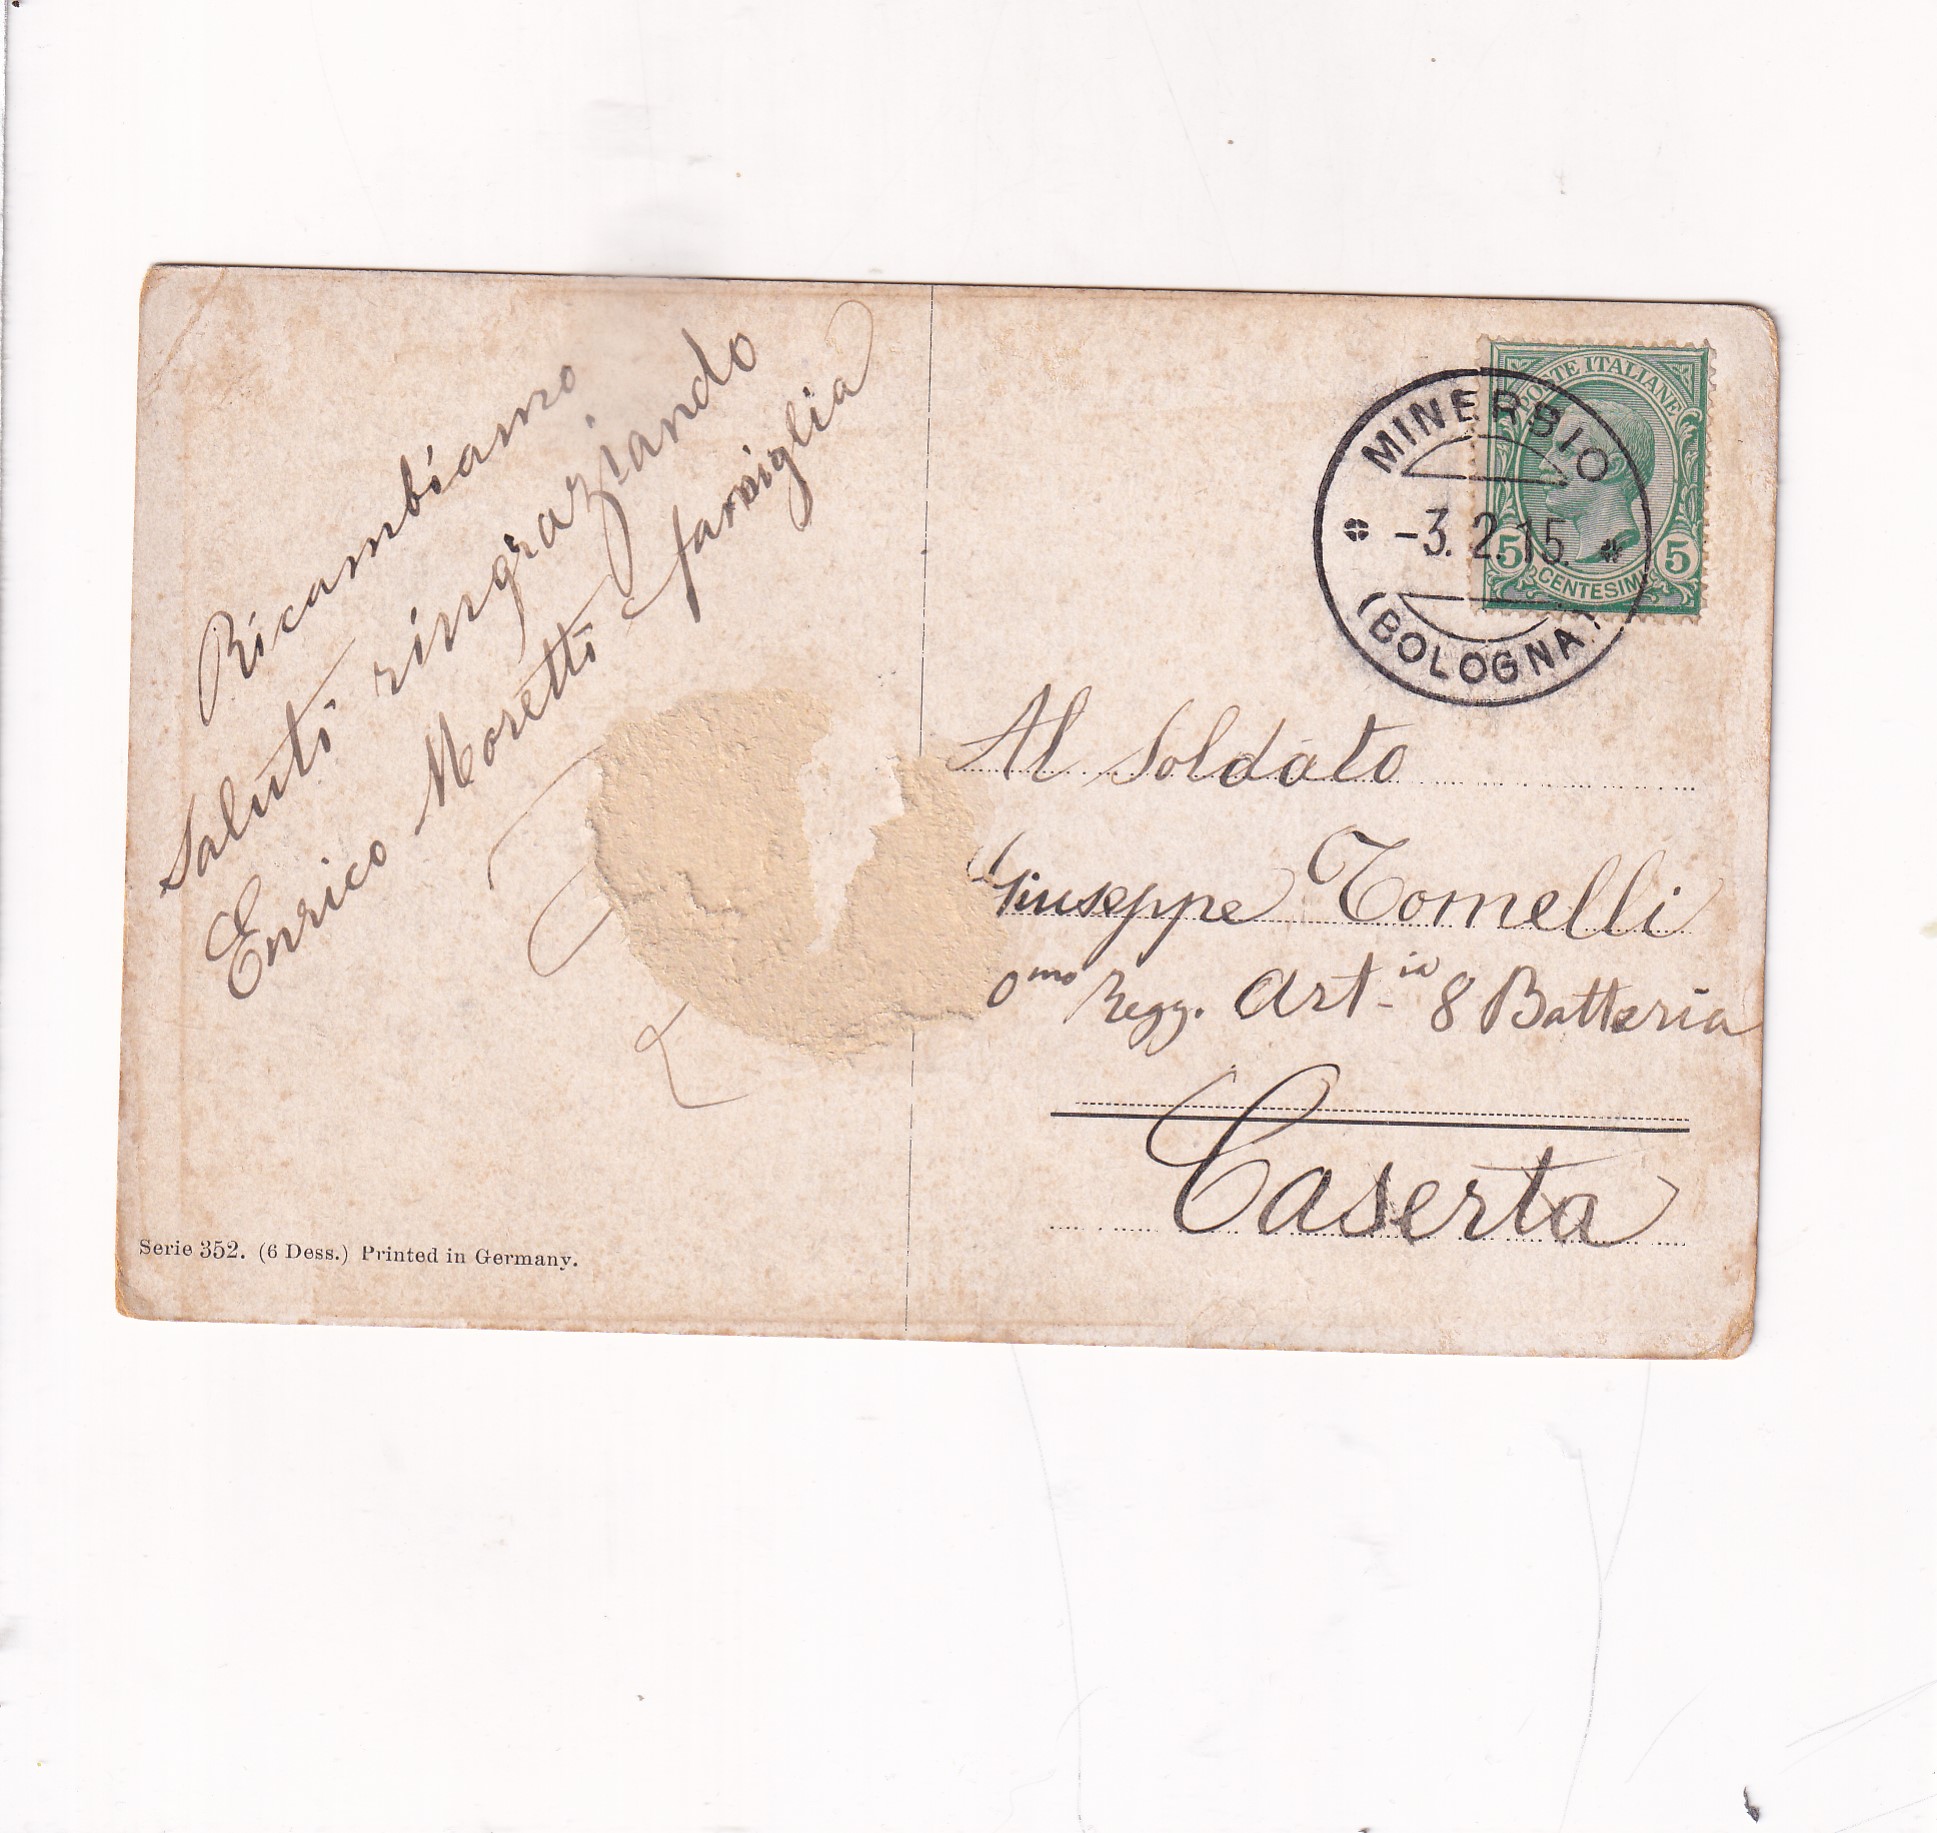 Ricambiamo
saluti ringraziando
Enrico Moretti e famiglia
POSTE ITALIANE
5 5
CENTESIMI
MINERBIO
-3.2.15.
(BOLOGNA)
Al Soldato
Giuseppe Tomelli
0mo Regg. Art-ia 8 Batteria
Caserta
Serie 352. (6 Dess.) Printed in Germany.